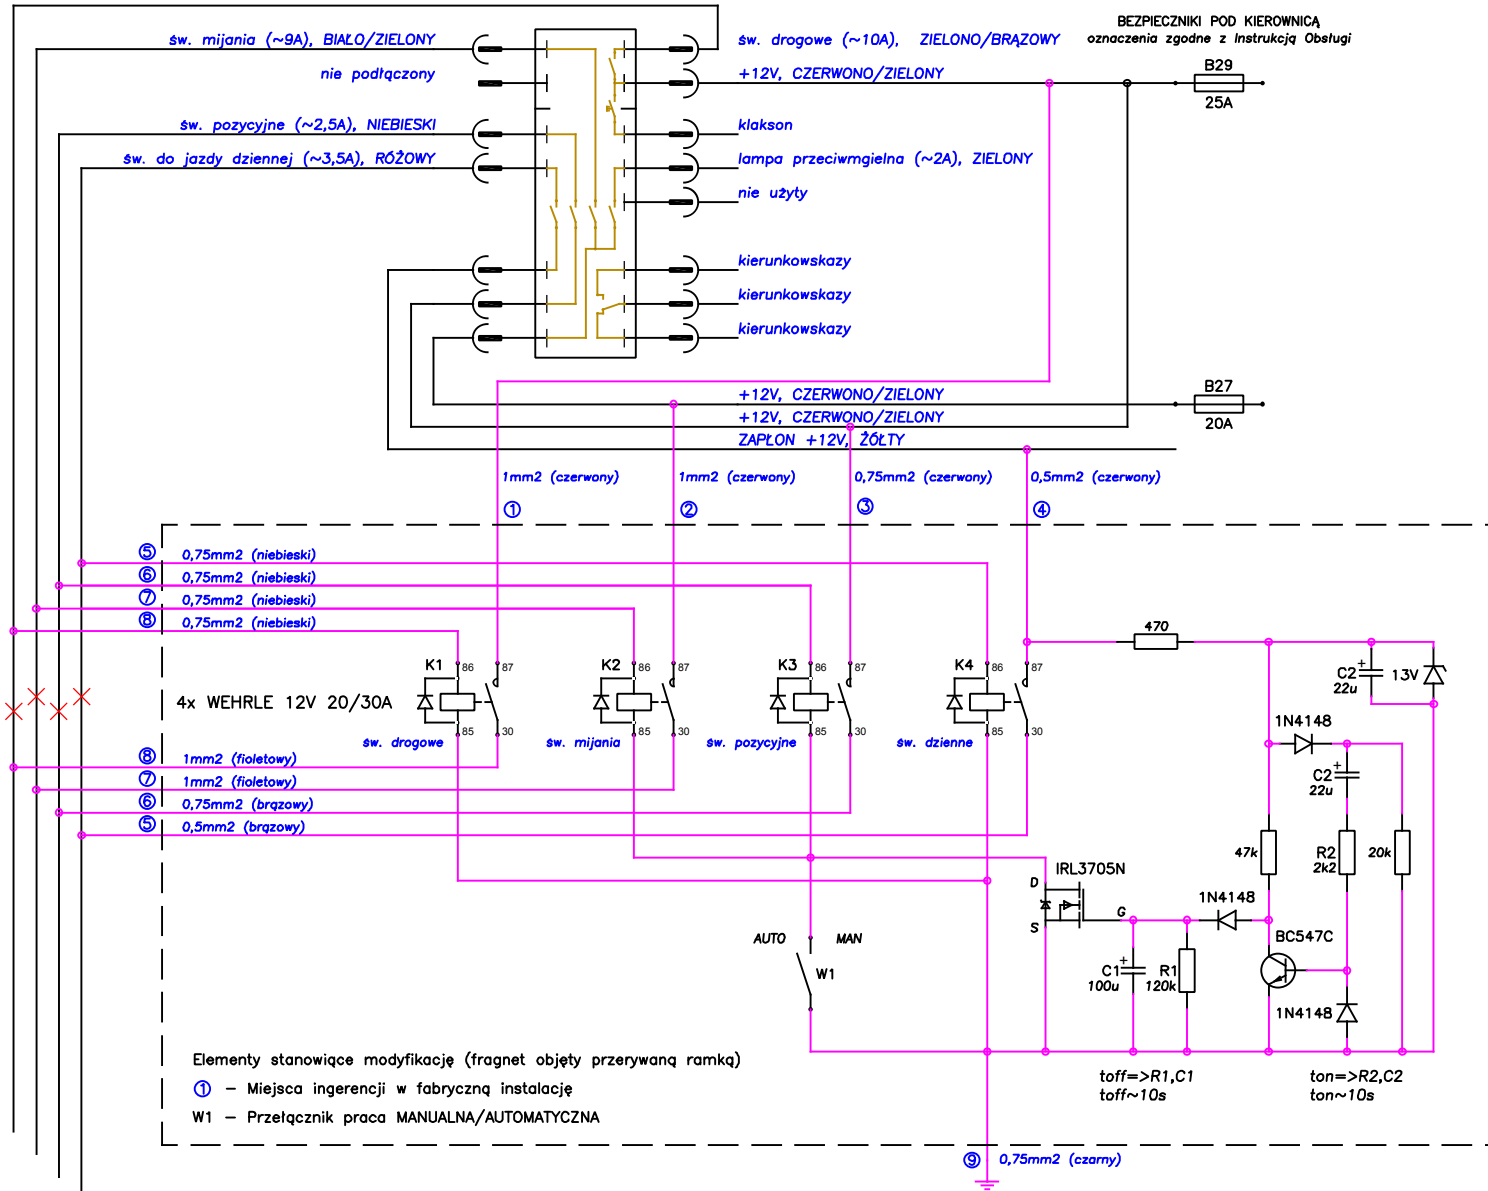 BEZPIECZNIKI POD KIEROWNICĄ
oznaczenia zgodne z Instrukcją Obsługi
św. mijania (~9A), BIAŁO/ZIELONY
św. drogowe (~10A), ZIELONO/BRĄZOWY
nie podłączony
+12V, CZERWONO/ZIELONY
B29
25A
św. pozycyjne (~2,5A), NIEBIESKI
klakson
św. do jazdy dziennej (~3,5A), RÓŻOWY
lampa przeciwmgielna (~2A), ZIELONY
nie użyty
kierunkowskazy
kierunkowskazy
kierunkowskazy
+12V, CZERWONO/ZIELONY
B27
20A
+12V, CZERWONO/ZIELONY
ZAPŁON +12V, ŻÓŁTY
1mm2 (czerwony)
1mm2 (czerwony)
0,75mm2 (czerwony)
0,5mm2 (czerwony)
1
2
3
4
5 0,75mm2 (niebieski)
6 0,75mm2 (niebieski)
7 0,75mm2 (niebieski)
8 0,75mm2 (niebieski)
470
K1 86 87
K2 86 87
K3 86 87
K4 86 87
C2 +
22u
13V
4x WEHRLE 12V 20/30A
85 30
85 30
85 30
85 30
św. drogowe
św. mijania
św. pozycyjne
św. dzienne
1N4148
8 1mm2 (fioletowy)
7 1mm2 (fioletowy)
6 0,75mm2 (brązowy)
5 0,5mm2 (brązowy)
C2 +
22u
47k
R2
2k2
20k
IRL3705N
D
S
G
1N4148
BC547C
AUTO MAN
W1
C1 +
100u
R1
120k
1N4148
Elementy stanowiące modyfikację (fragnet objęty przerywaną ramką)
1 – Miejsca ingerencji w fabryczną instalację
W1 – Przełącznik praca MANUALNA/AUTOMATYCZNA
toff=>R1,C1
toff~10s
ton=>R2,C2
ton~10s
9 0,75mm2 (czarny)